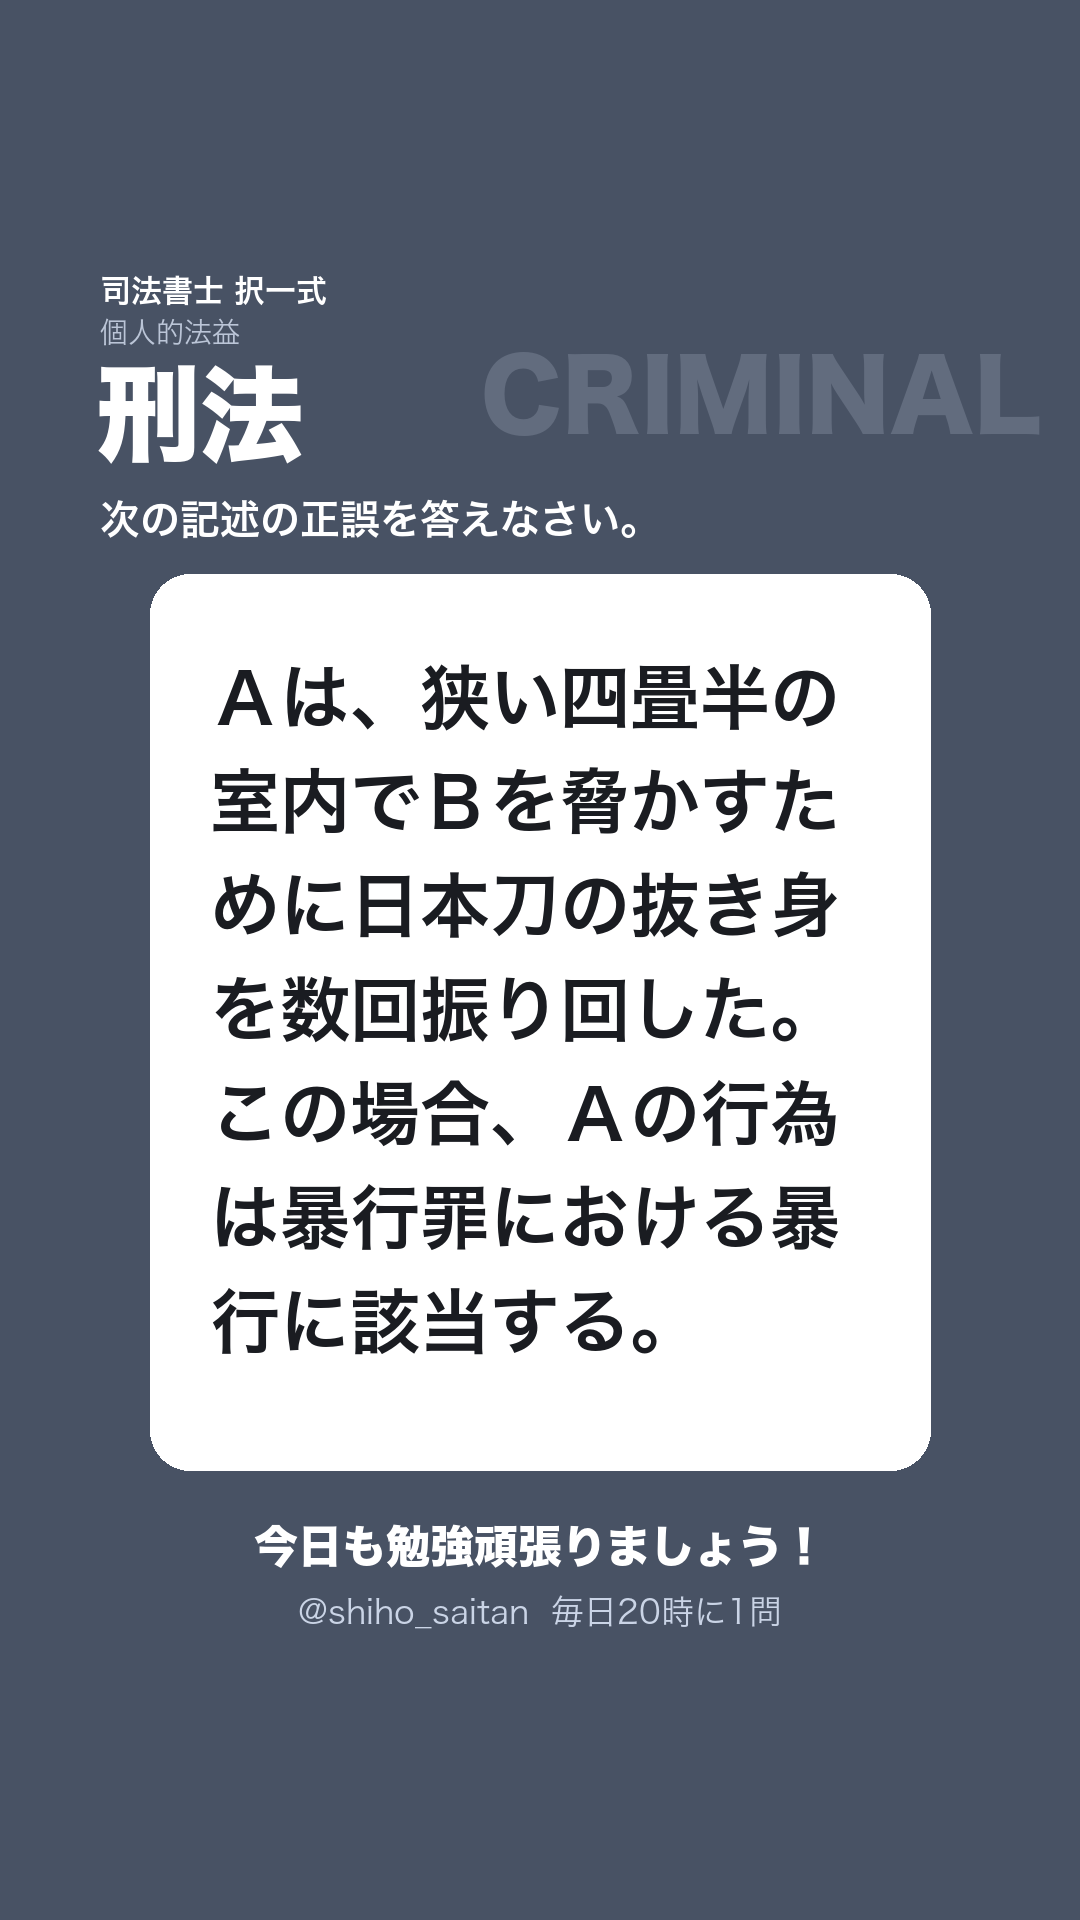 司法書士 択一式
個人的法益
刑法
CRIMINAL
次の記述の正誤を答えなさい。
Ａは、狭い四畳半の
室内でＢを脅かすた
めに日本刀の抜き身
を数回振り回した。
この場合、Ａの行為
は暴行罪における暴
行に該当する。
今日も勉強頑張りましょう！
@shiho_saitan 毎日20時に1問